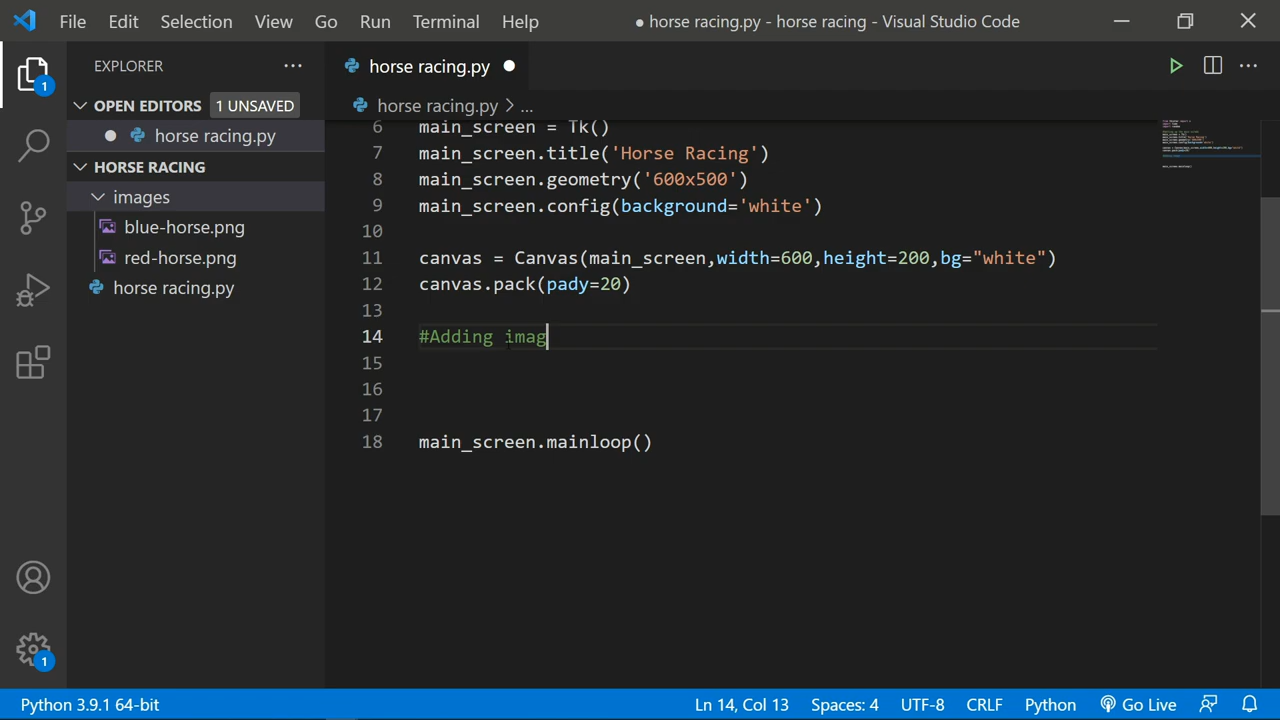 File Edit Selection View Go Run Terminal Help ● horse racing.py - horse racing - Visual Studio Code
EXPLORER ...
horse racing.py
OPEN EDITORS 1 UNSAVED
horse racing.py > ...
horse racing.py
6 main_screen = Tk()
HORSE RACING
7 main_screen.title('Horse Racing')
images
8 main_screen.geometry('600x500')
blue-horse.png
9 main_screen.config(background='white')
red-horse.png
10
horse racing.py
11 canvas = Canvas(main_screen,width=600,height=200,bg="white")
12 canvas.pack(pady=20)
13
14 #Adding imag
15
16
17
18 main_screen.mainloop()
1
1
Python 3.9.1 64-bit Ln 14, Col 13 Spaces: 4 UTF-8 CRLF Python Go Live